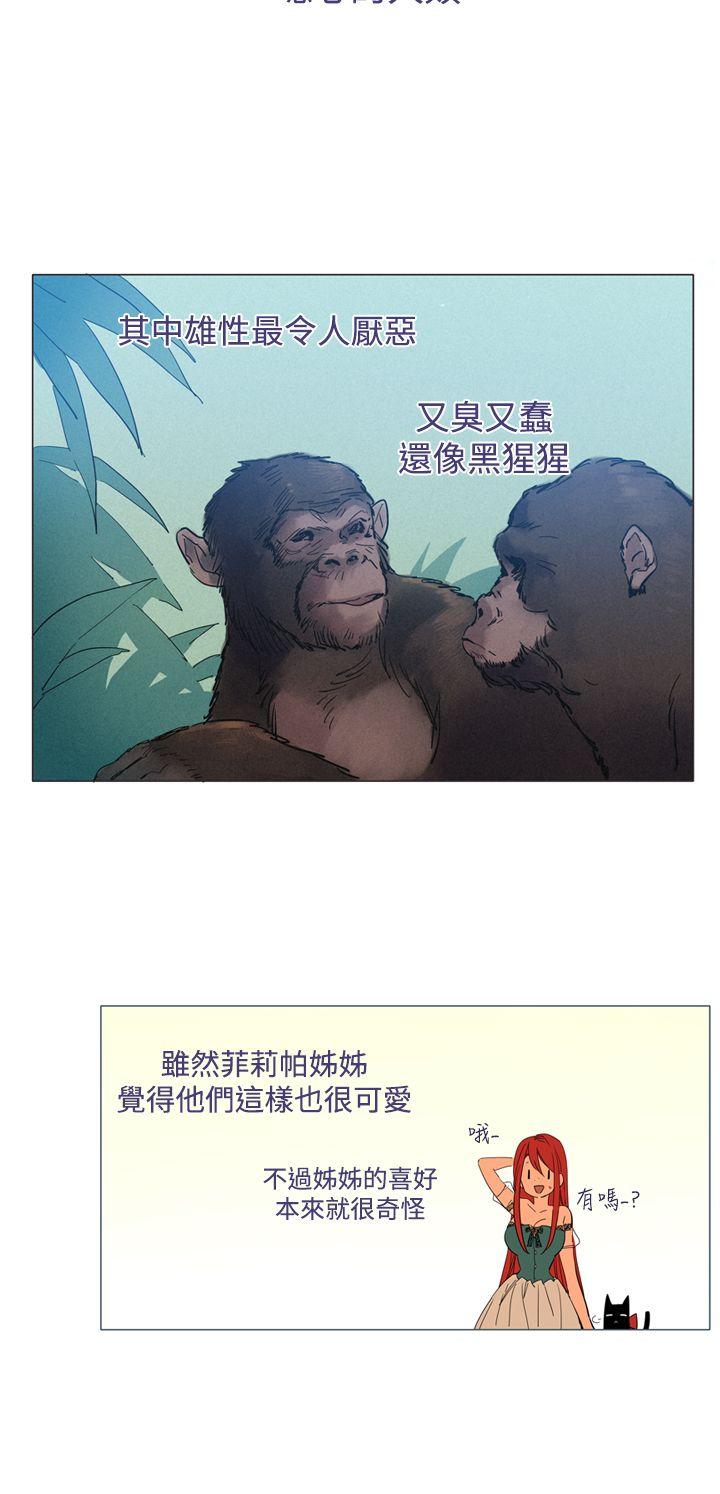 其中雄性最令人厭惡
又臭又蠢
還像黑猩猩
雖然菲莉帕姊姊
覺得他們這樣也很可愛
不過姊姊的喜好
本來就很奇怪
哦~
有嗎~?